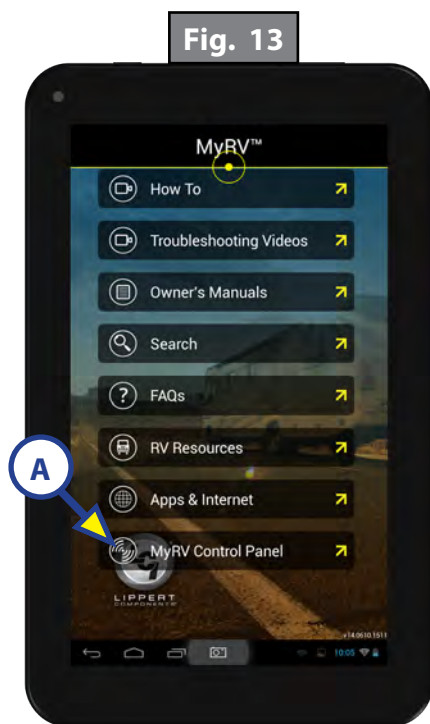 Fig. 13
MyRV™
How To
Troubleshooting Videos
Owner's Manuals
Search
FAQs
RV Resources
Apps & Internet
A
MyRV Control Panel
LIPPERT
COMPONENTS
v14.0510.1511
10:05